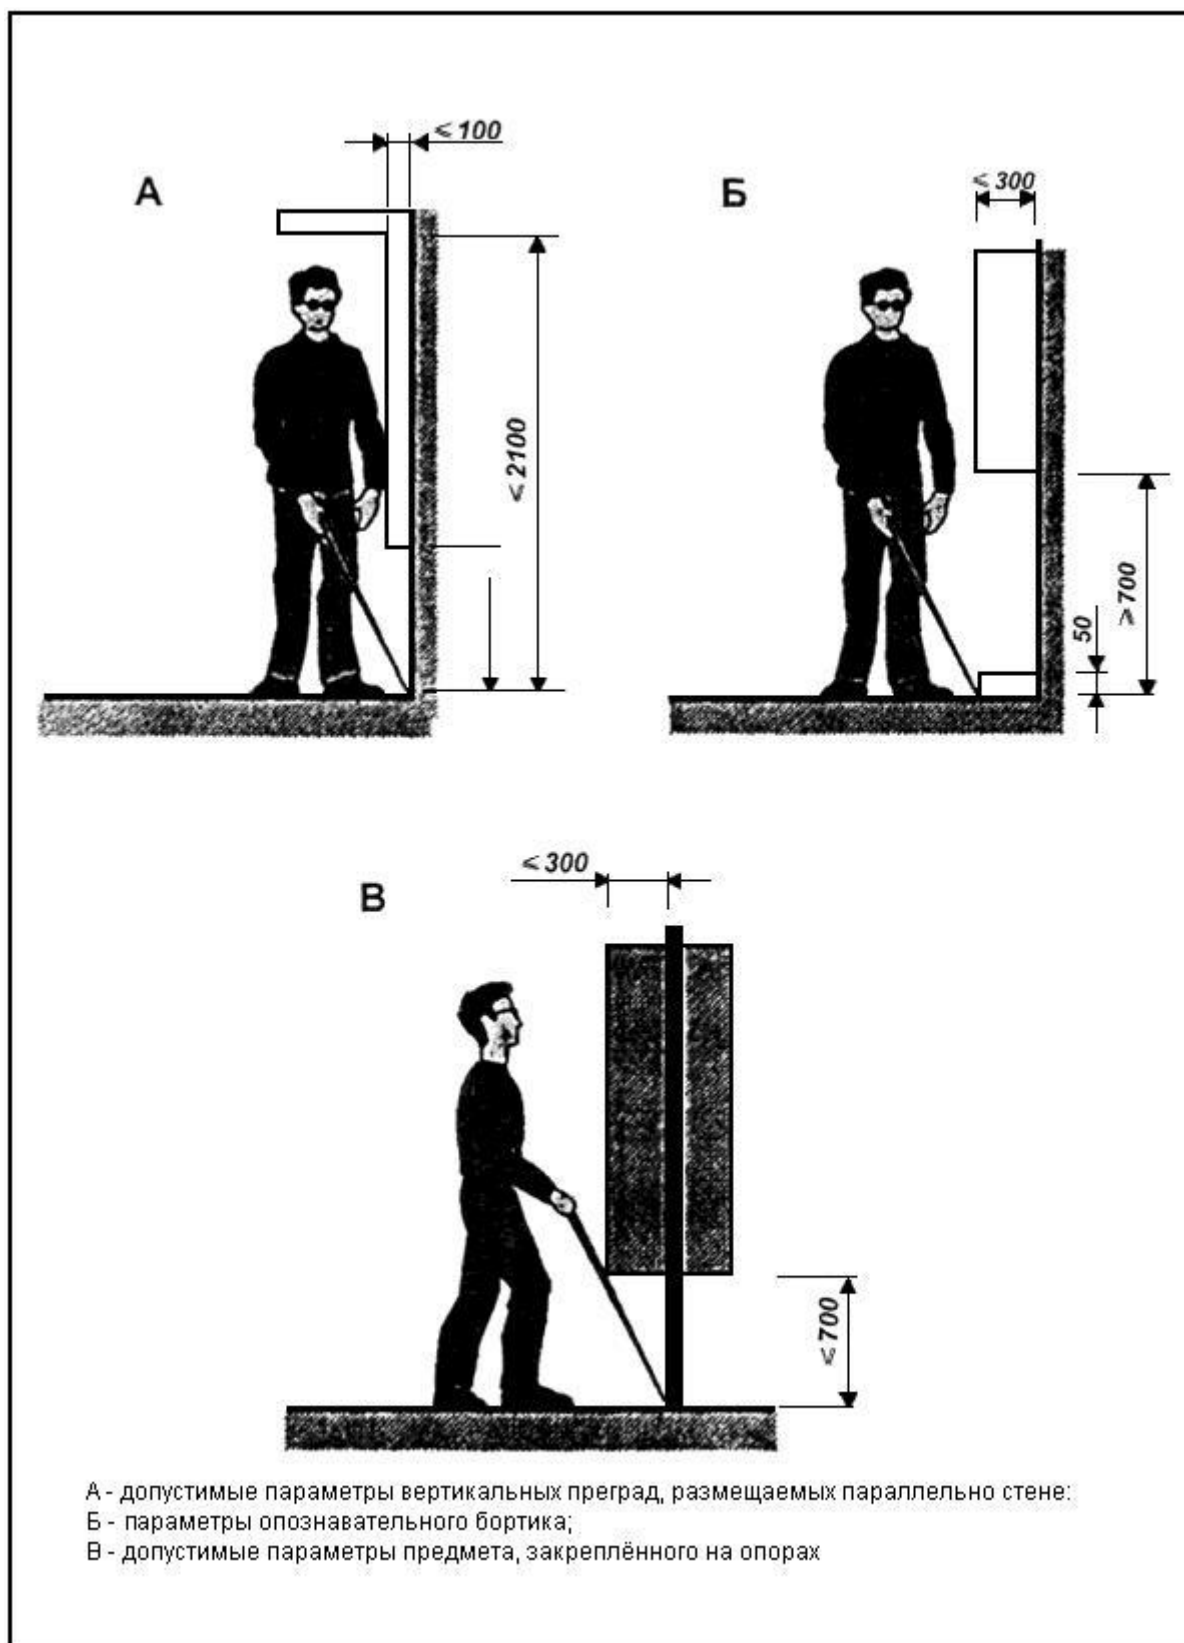 А
≤ 100
≤ 2100
Б
≤ 300
≥ 700
50
В
≤ 300
≤ 700
А - допустимые параметры вертикальных преград, размещаемых параллельно стене:
Б - параметры опознавательного бортика;
В - допустимые параметры предмета, закреплённого на опорах